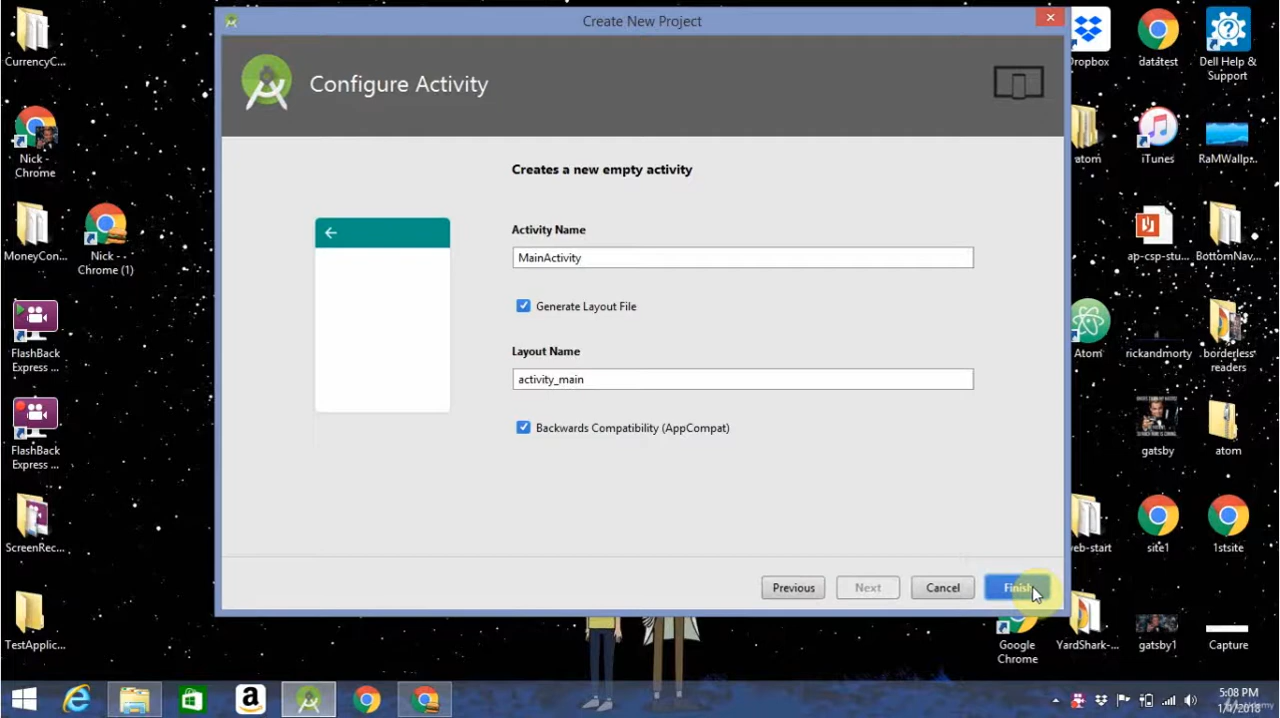 Create New Project
Configure Activity
Creates a new empty activity
Activity Name
MainActivity
Generate Layout File
Layout Name
activity_main
Backwards Compatibility (AppCompat)
Previous
Next
Cancel
Finish
CurrencyC...
Nick -
Chrome
MoneyCon...
Nick - -
Chrome (1)
FlashBack
Express ...
FlashBack
Express ...
ScreenRec...
TestApplic...
Dropbox
datatest
Dell Help &
Support
atom
iTunes
RaMWallp...
ap-csp-stu...
BottomNav...
Atom
rickandmorty
borderless
readers
gatsby
atom
web-start
site1
1stsite
Google
Chrome
YardShark-...
gatsby1
Capture
5:08 PM
1/4/2018